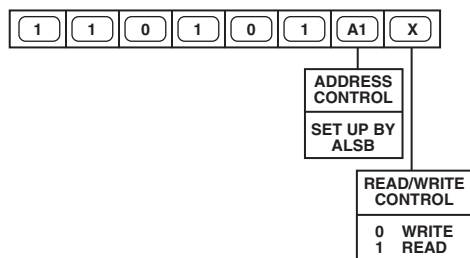 1 1 0 1 0 1 A1 X
ADDRESS
CONTROL
SET UP BY
ALSB
READ/WRITE
CONTROL
0 WRITE
1 READ